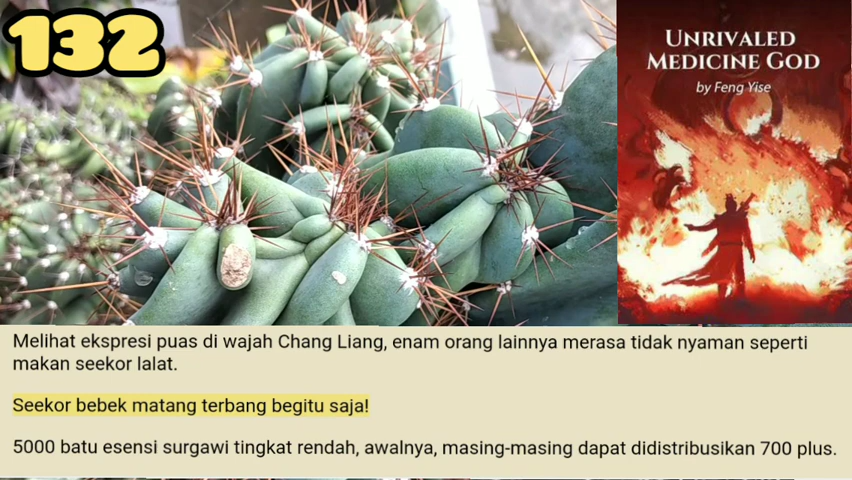 132
UNRIVALED
MEDICINE GOD
by Feng Yise
Melihat ekspresi puas di wajah Chang Liang, enam orang lainnya merasa tidak nyaman seperti
makan seekor lalat.
Seekor bebek matang terbang begitu saja!
5000 batu esensi surgawi tingkat rendah, awalnya, masing-masing dapat didistribusikan 700 plus.